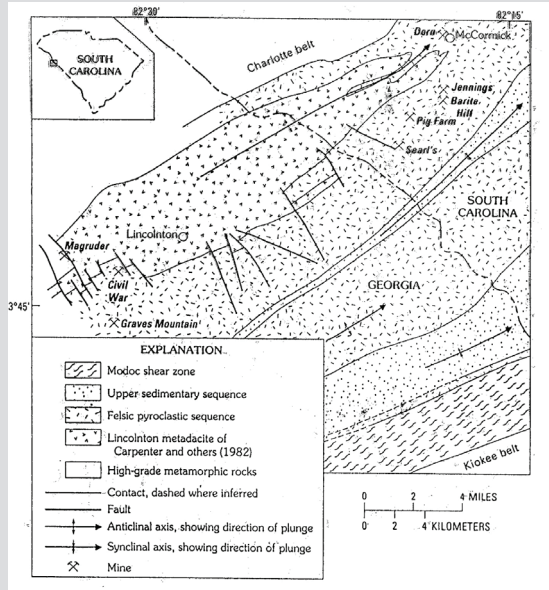 82°30'
82°15'
SOUTH
CAROLINA
Charlotte belt
Dorn
McCormick
Jennings
Barite
Hill
Pig Farm
Searl's
SOUTH
CAROLINA
Lincolnton
Magruder
Civil
War
GEORGIA
3°45'
Graves Mountain
EXPLANATION
Modoc shear zone
Upper sedimentary sequence
Felsic pyroclastic sequence
Lincolnton metadacite of
Carpenter and others (1982)
High-grade metamorphic rocks
Contact, dashed where inferred
Fault
Anticlinal axis, showing direction of plunge
Synclinal axis, showing direction of plunge
Mine
Kiokee belt
0 2 4 MILES
0 2 4 KILOMETERS